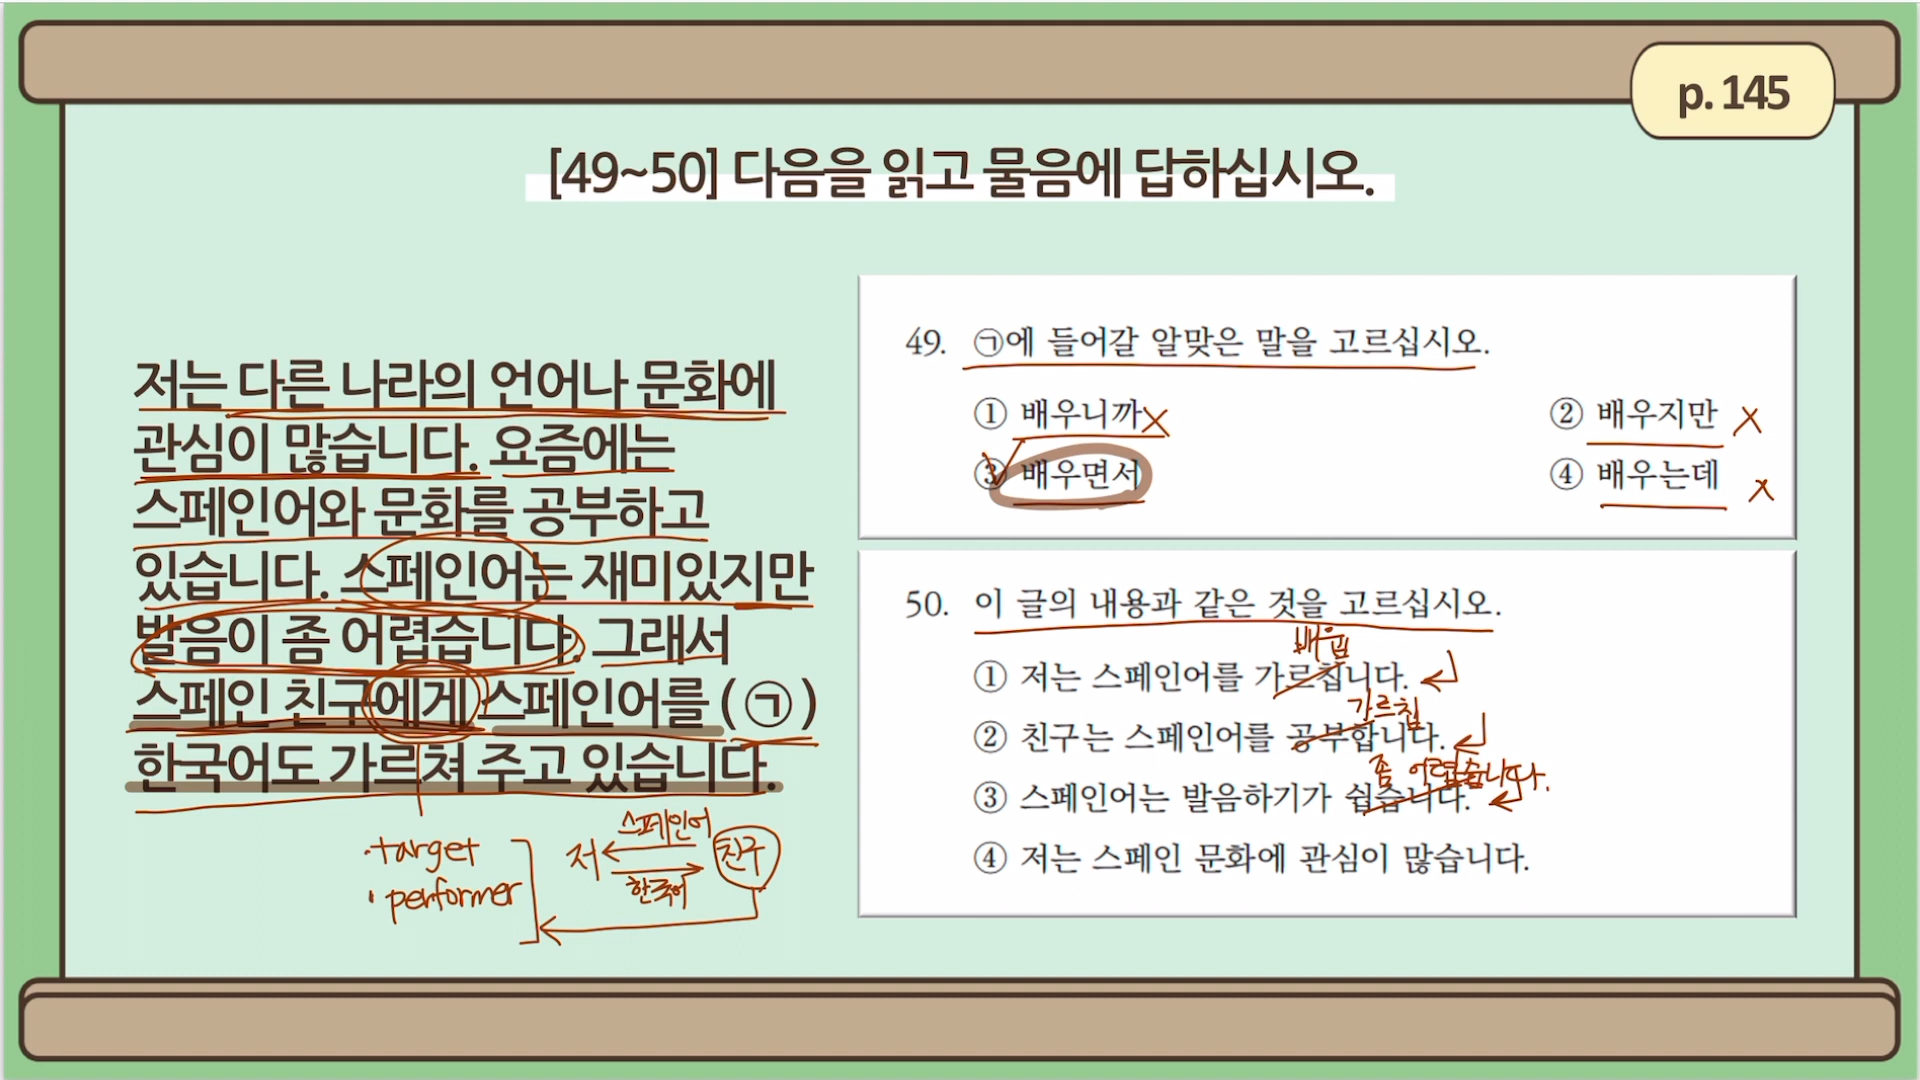 p. 145
[49~50] 다음을 읽고 물음에 답하십시오.
저는 다른 나라의 언어나 문화에
관심이 많습니다. 요즘에는
스페인어와 문화를 공부하고
있습니다. 스페인어는 재미있지만
발음이 좀 어렵습니다. 그래서
스페인 친구에게 스페인어를 (㉠)
한국어도 가르쳐 주고 있습니다.
·target
·performer
저
스페인어
한국어
친구
49. ㉠에 들어갈 알맞은 말을 고르십시오.
① 배우니까 X
② 배우지만 X
③ 배우면서
④ 배우는데 X
50. 이 글의 내용과 같은 것을 고르십시오.
배웁
① 저는 스페인어를 가르칩니다.
가르칩
② 친구는 스페인어를 공부합니다.
좀 어렵습니다.
③ 스페인어는 발음하기가 쉽습니다.
④ 저는 스페인 문화에 관심이 많습니다.